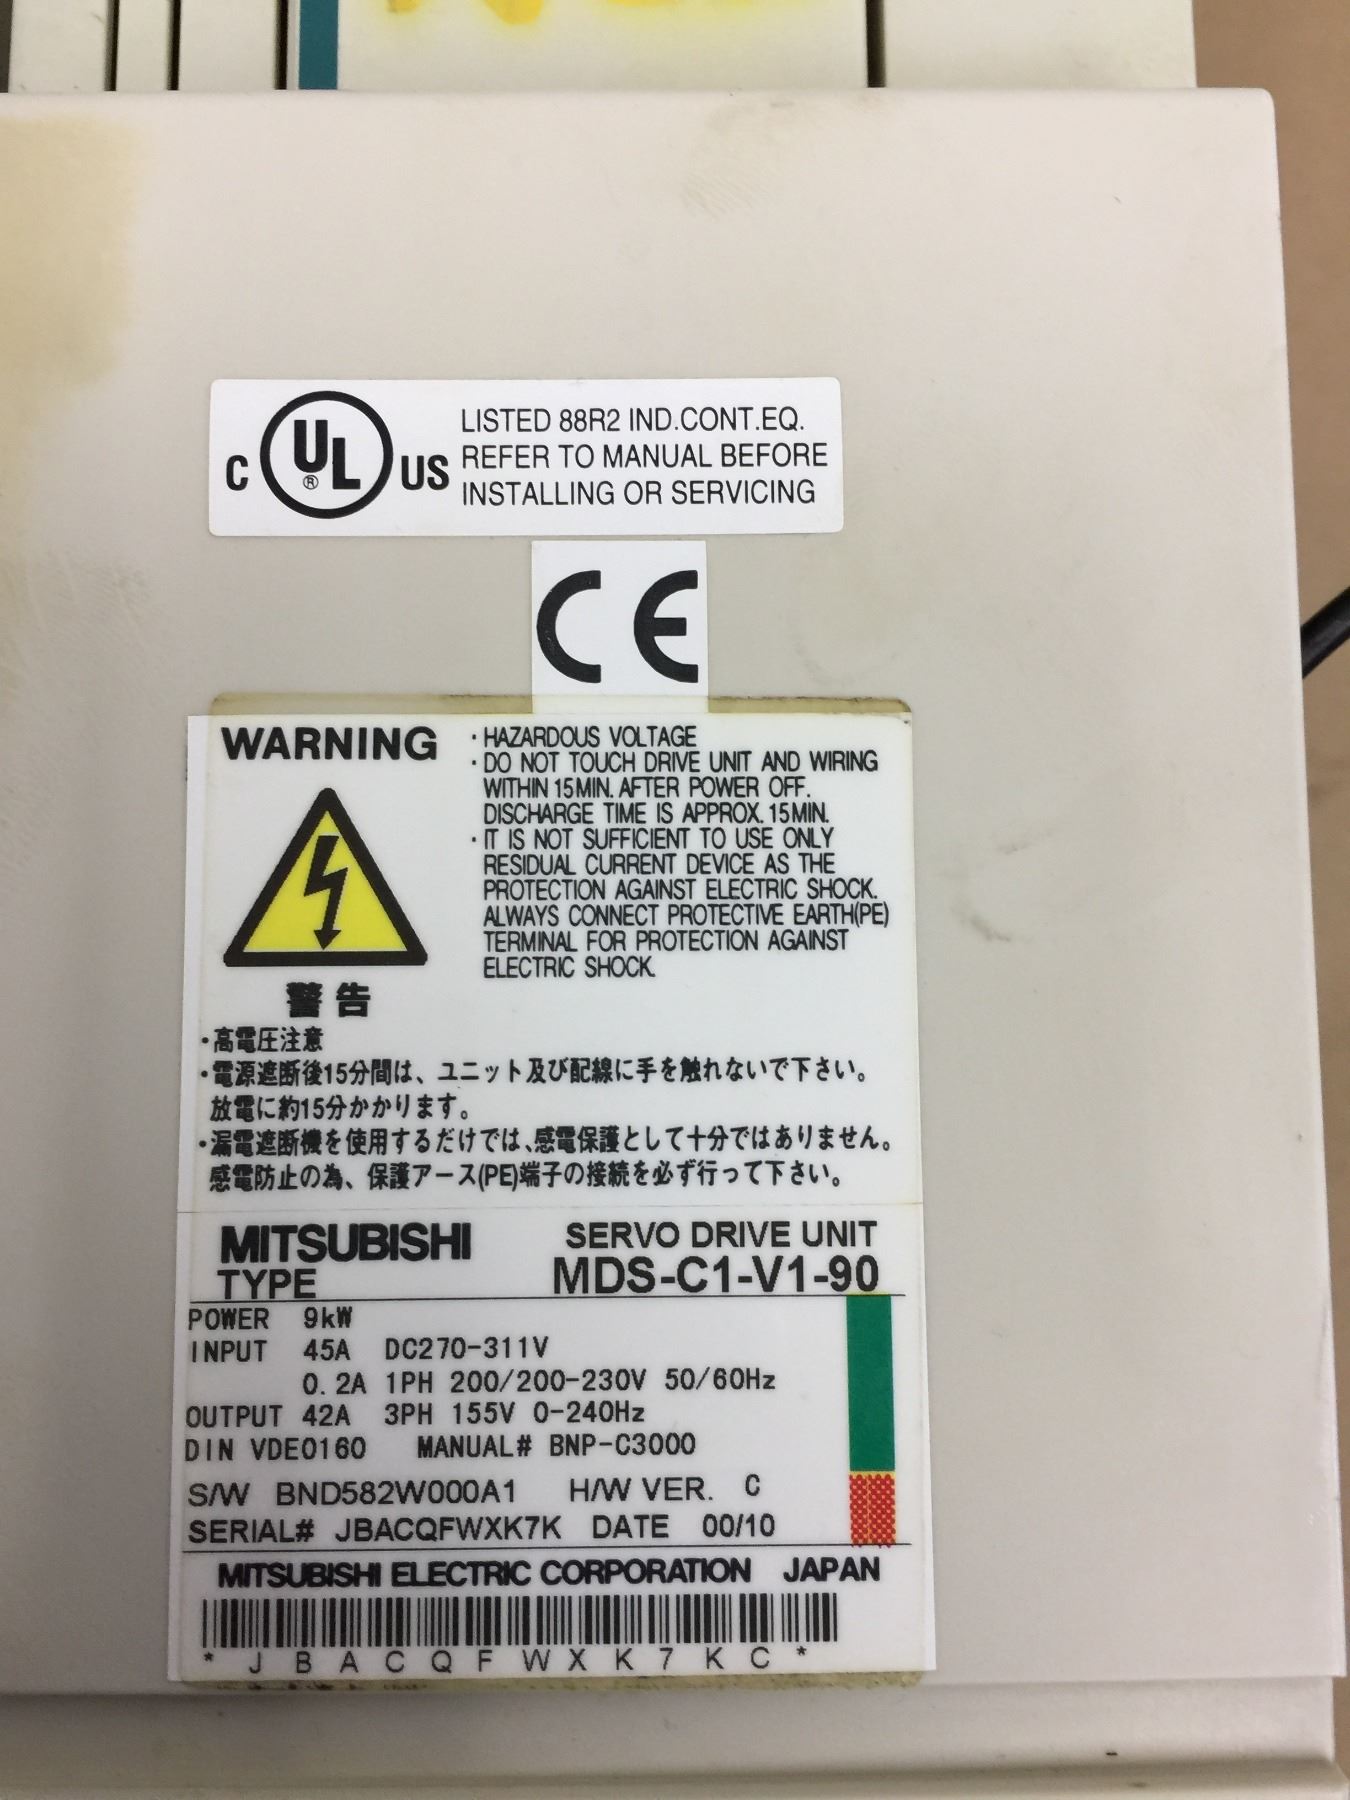 C UL ® US
LISTED 88R2 IND.CONT.EQ.
REFER TO MANUAL BEFORE
INSTALLING OR SERVICING
CE
WARNING
・HAZARDOUS VOLTAGE
・DO NOT TOUCH DRIVE UNIT AND WIRING
WITHIN 15MIN. AFTER POWER OFF.
DISCHARGE TIME IS APPROX. 15MIN.
・IT IS NOT SUFFICIENT TO USE ONLY
RESIDUAL CURRENT DEVICE AS THE
PROTECTION AGAINST ELECTRIC SHOCK.
ALWAYS CONNECT PROTECTIVE EARTH(PE)
TERMINAL FOR PROTECTION AGAINST
ELECTRIC SHOCK.
警告
・高電圧注意
・電源遮断後15分間は、ユニット及び配線に手を触れないで下さい。
放電に約15分かかります。
・漏電遮断機を使用するだけでは、感電保護として十分ではありません。
感電防止の為、保護アース(PE)端子の接続を必ず行って下さい。
MITSUBISHI SERVO DRIVE UNIT
TYPE MDS-C1-V1-90
POWER 9kW
INPUT 45A DC270-311V
0.2A 1PH 200/200-230V 50/60Hz
OUTPUT 42A 3PH 155V 0-240Hz
DIN VDE0160 MANUAL# BNP-C3000
S/W BND582W000A1 H/W VER. C
SERIAL# JBACQFWXK7K DATE 00/10
MITSUBISHI ELECTRIC CORPORATION JAPAN
* J B A C Q F W X K 7 K C *